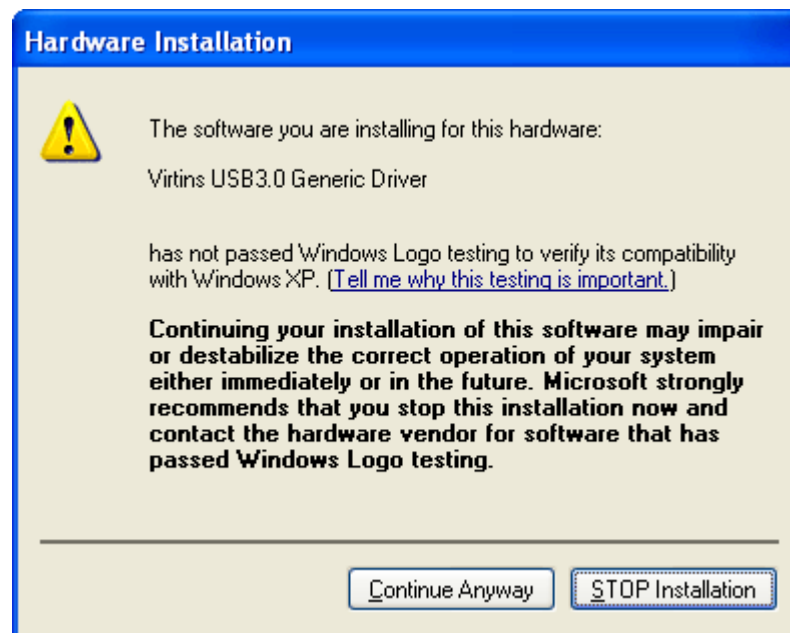 Hardware Installation
The software you are installing for this hardware:
Virtins USB3.0 Generic Driver
has not passed Windows Logo testing to verify its compatibility
with Windows XP. (Tell me why this testing is important.)
Continuing your installation of this software may impair
or destabilize the correct operation of your system
either immediately or in the future. Microsoft strongly
recommends that you stop this installation now and
contact the hardware vendor for software that has
passed Windows Logo testing.
Continue Anyway STOP Installation